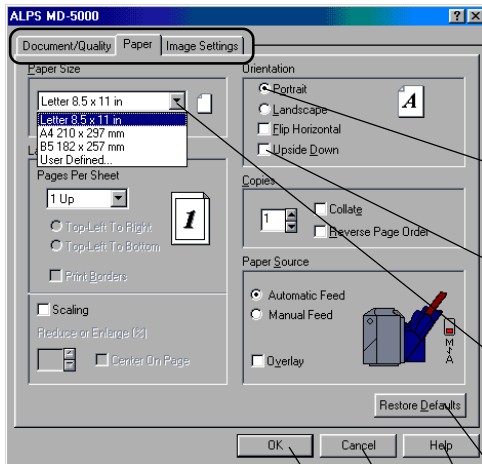 ALPS MD-5000
Document/Quality Paper Image Settings
Paper Size
Letter 8.5 x 11 in
Letter 8.5 x 11 in
A4 210 x 297 mm
B5 182 x 257 mm
User Defined...
La
Pages Per Sheet
1 Up
1
Top-Left To Right
Top-Left To Bottom
Print Borders
Scaling
Reduce or Enlarge (%)
Center On Page
Orientation
Portrait
Landscape
Flip Horizontal
Upside Down
A
Copies
1
Collate
Reverse Page Order
Paper Source
Automatic Feed
Manual Feed
Overlay
M
A
Restore Defaults
OK Cancel Help